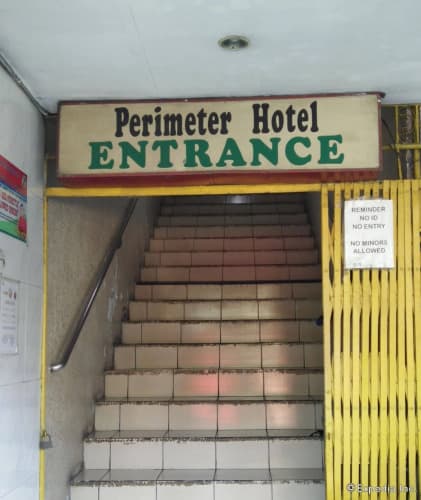 Perimeter Hotel
ENTRANCE
REMINDER
NO ID
NO ENTRY
NO MINORS
ALLOWED
© Expedia, Inc.